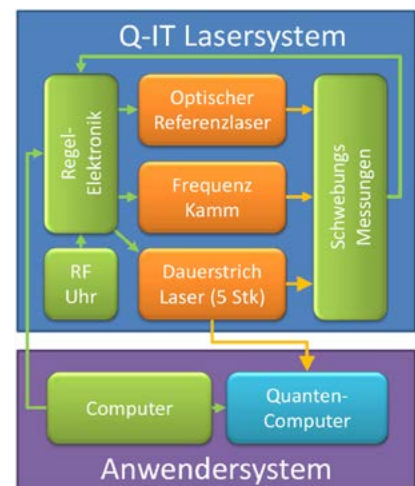 Q-IT Lasersystem
Regel-
Elektronik
Optischer
Referenzlaser
Frequenz
Kamm
Schwebungs
Messungen
RF
Uhr
Dauerstrich
Laser (5 Stk)
Computer
Quanten-
Computer
Anwendersystem